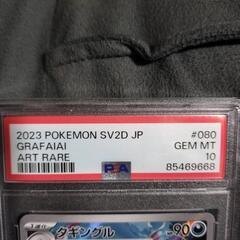 2023 POKEMON SV2D JP #080
GRAFAIAI GEM MT
ART RARE PSA 10
85469668
タギングル 90